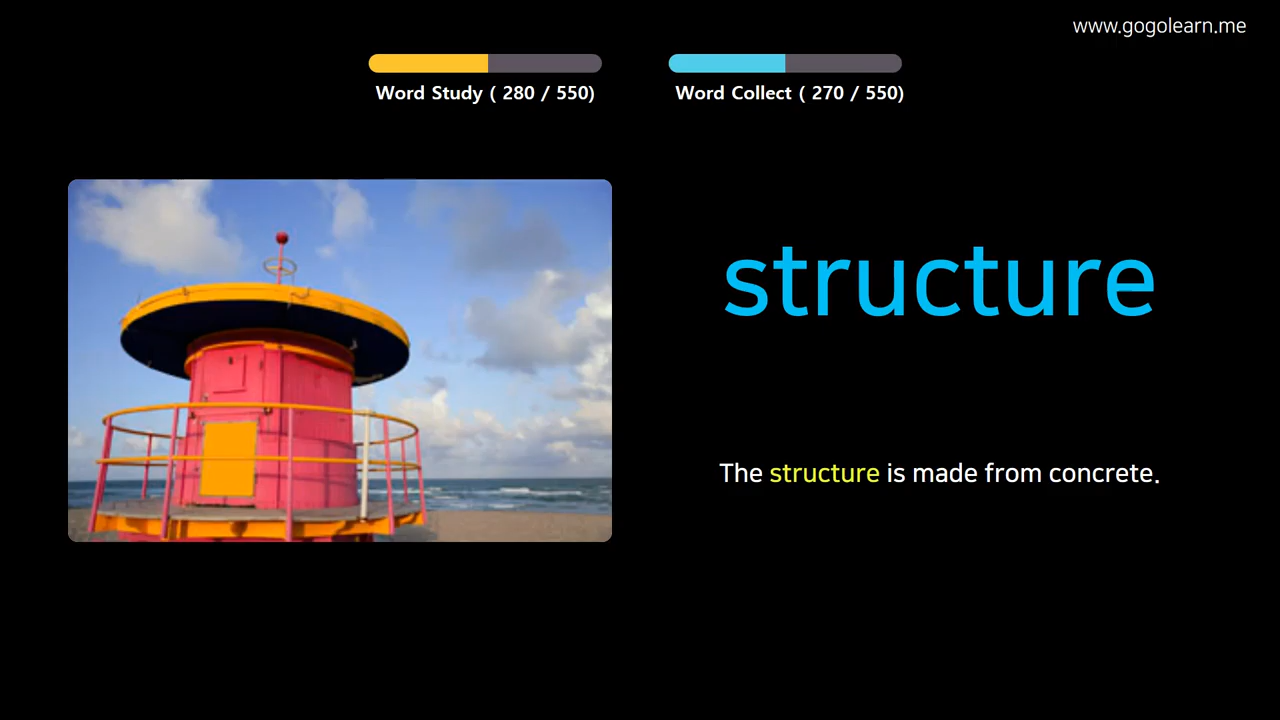 www.gogolearn.me
Word Study ( 280 / 550)
Word Collect ( 270 / 550)
structure
The structure is made from concrete.